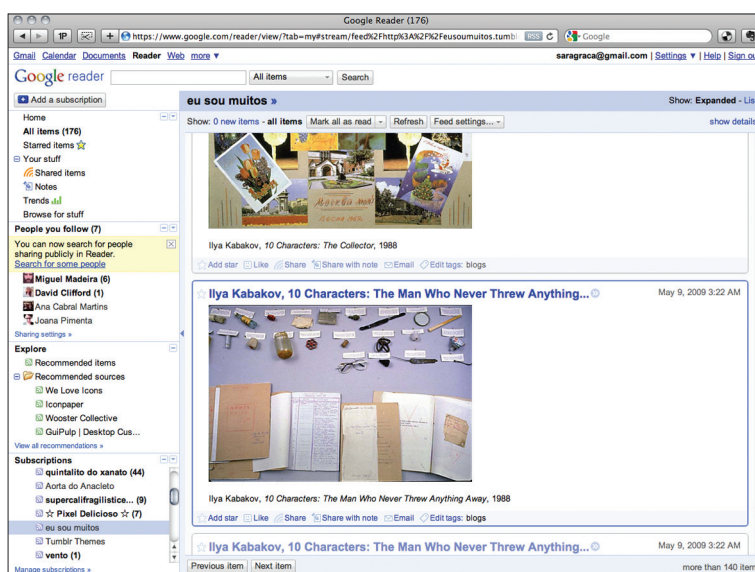 Google Reader (176)
1P
https://www.google.com/reader/view/?tab=my#stream/feed%2Fhttp%3A%2F%2Feusoumuitos.tumbl
RSS
Google
Gmail Calendar Documents Reader Web more ▼
saragraca@gmail.com | Settings ▼ | Help | Sign ou
Google reader
All items
Search
Add a subscription
Home
All items (176)
Starred items
Your stuff
Shared items
Notes
Trends
Browse for stuff
People you follow (7)
You can now search for people
sharing publicly in Reader.
Search for some people
Miguel Madeira (6)
David Clifford (1)
Ana Cabral Martins
Joana Pimenta
Sharing settings »
Explore
Recommended items
Recommended sources
We Love Icons
Iconpaper
Wooster Collective
GuiPulp | Desktop Cus...
View all recommendations »
Subscriptions
quintalito do xanato (44)
Aorta do Anacleto
supercalifragilistice... (9)
☆ Pixel Delicioso ☆ (7)
eu sou muitos
Tumblr Themes
vento (1)
Manage subscriptions »
eu sou muitos »
Show: Expanded - Lis
Show: 0 new items - all items Mark all as read Refresh Feed settings...
show details
Ilya Kabakov, 10 Characters: The Collector, 1988
Add star Like Share Share with note Email Edit tags: blogs
Ilya Kabakov, 10 Characters: The Man Who Never Threw Anything...
May 9, 2009 3:22 AM
Ilya Kabakov, 10 Characters: The Man Who Never Threw Anything Away, 1988
Add star Like Share Share with note Email Edit tags: blogs
Ilya Kabakov, 10 Characters: The Man Who Never Threw Anything...
May 9, 2009 3:22 AM
Previous item Next item
more than 140 item